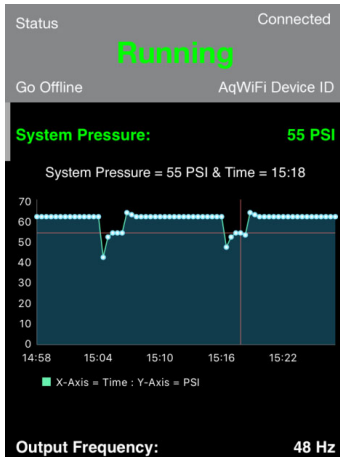 Status
Connected
Running
Go Offline
AqWiFi Device ID
System Pressure: 55 PSI
System Pressure = 55 PSI & Time = 15:18
70
60
50
40
30
20
10
0
14:58 15:04 15:10 15:16 15:22
X-Axis = Time : Y-Axis = PSI
Output Frequency: 48 Hz